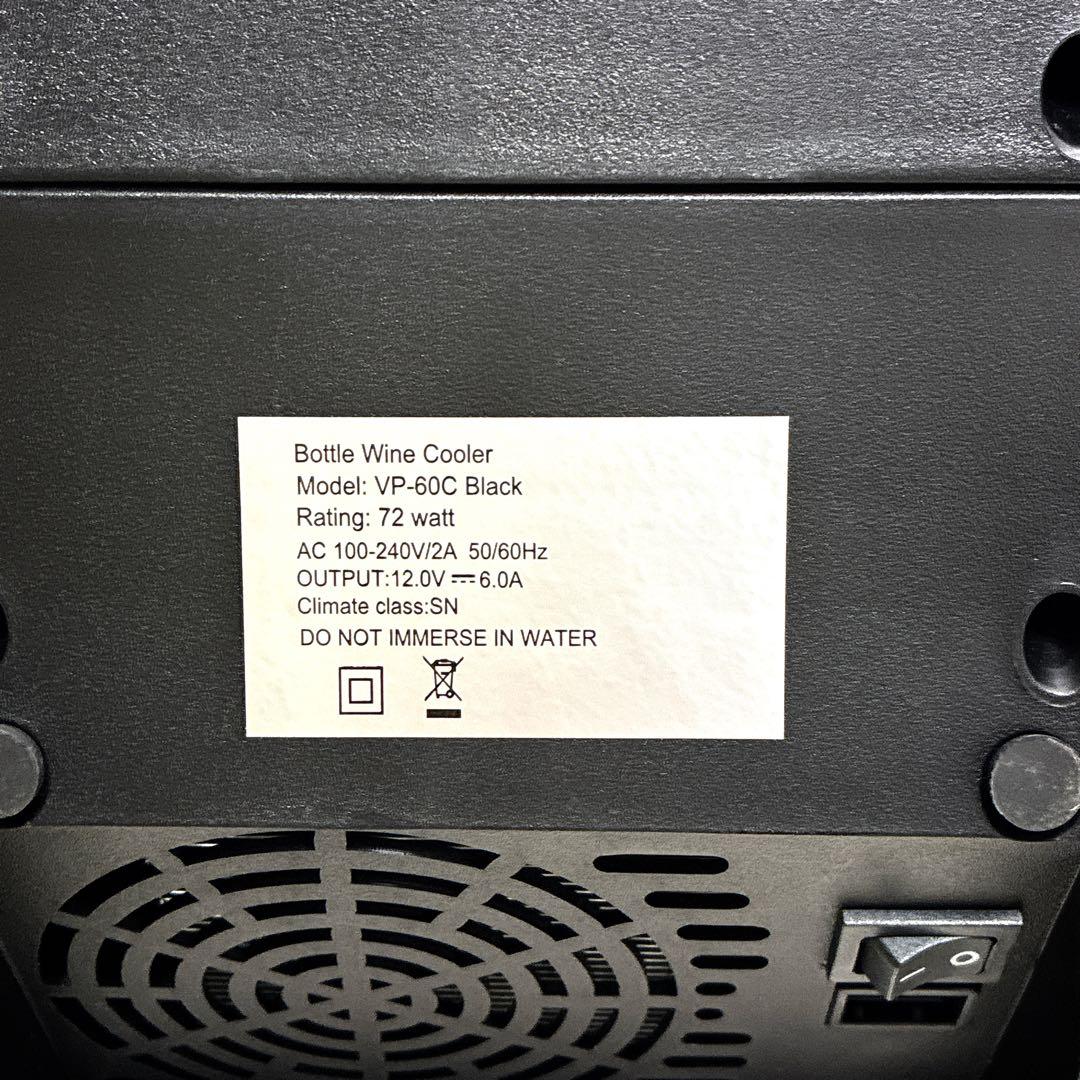 Bottle Wine Cooler
Model: VP-60C Black
Rating: 72 watt
AC 100-240V/2A 50/60Hz
OUTPUT:12.0V⎓6.0A
Climate class:SN
DO NOT IMMERSE IN WATER